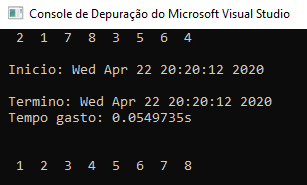 Console de Depuração do Microsoft Visual Studio
2 1 7 8 3 5 6 4
Inicio: Wed Apr 22 20:20:12 2020
Termino: Wed Apr 22 20:20:12 2020
Tempo gasto: 0.0549735s
1 2 3 4 5 6 7 8